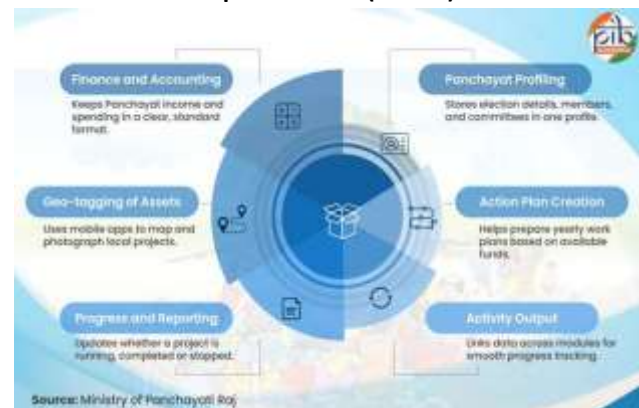 Finance and Accounting
Keeps Panchayat income and
spending in a clear, standard
format.
Panchayat Profiling
Stores election details, members,
and committees in one profile.
Geo-tagging of Assets
Uses mobile apps to map and
photograph local projects.
Action Plan Creation
Helps prepare yearly work
plans based on available
funds.
Progress and Reporting
Updates whether a project is
running, completed or stopped.
Activity Output
Links data across modules for
smooth progress tracking.
Source: Ministry of Panchayati Raj
pib